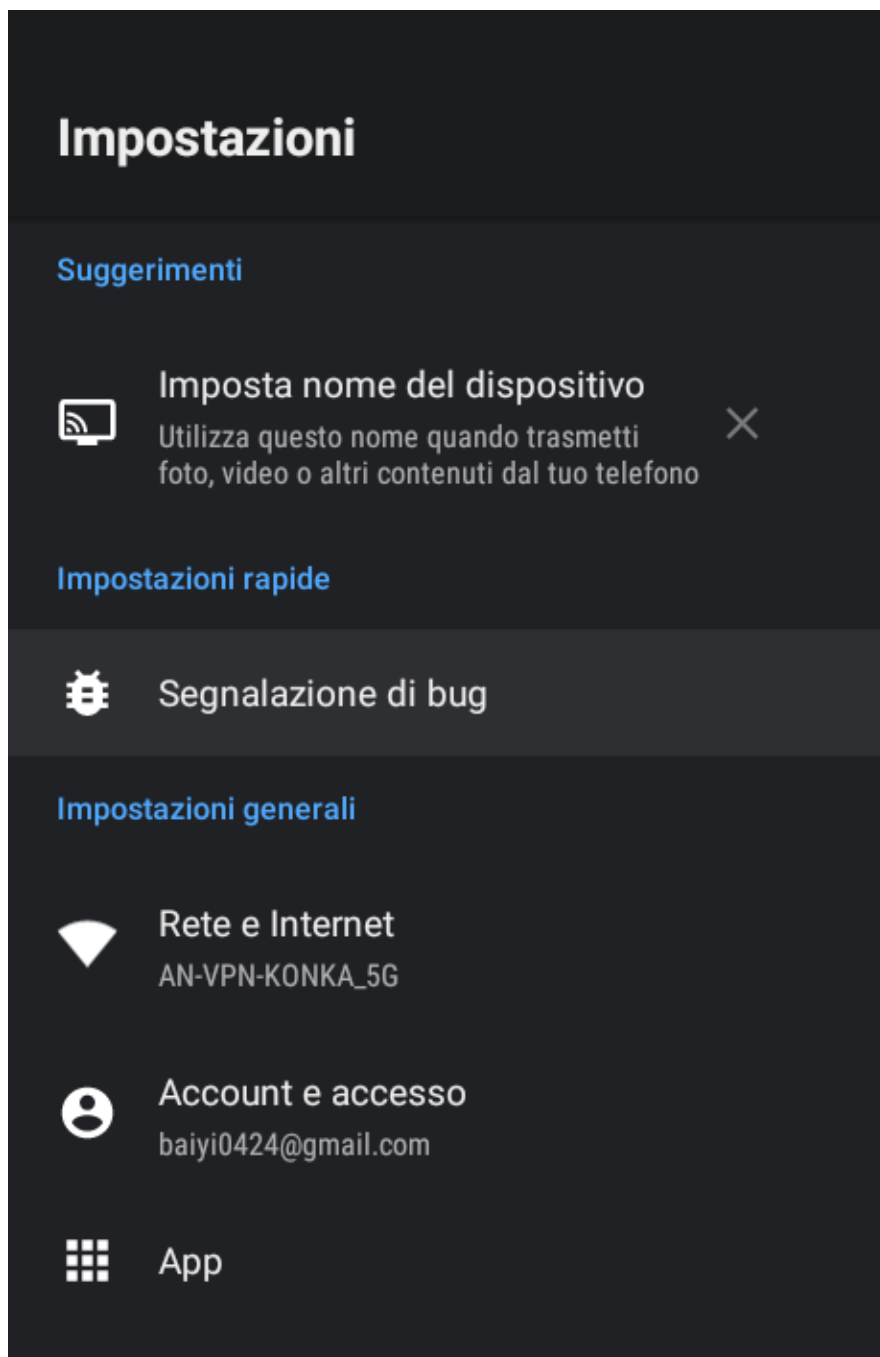 Impostazioni
Suggerimenti
Imposta nome del dispositivo
Utilizza questo nome quando trasmetti
foto, video o altri contenuti dal tuo telefono
Impostazioni rapide
Segnalazione di bug
Impostazioni generali
Rete e Internet
AN-VPN-KONKA_5G
Account e accesso
baiyi0424@gmail.com
App